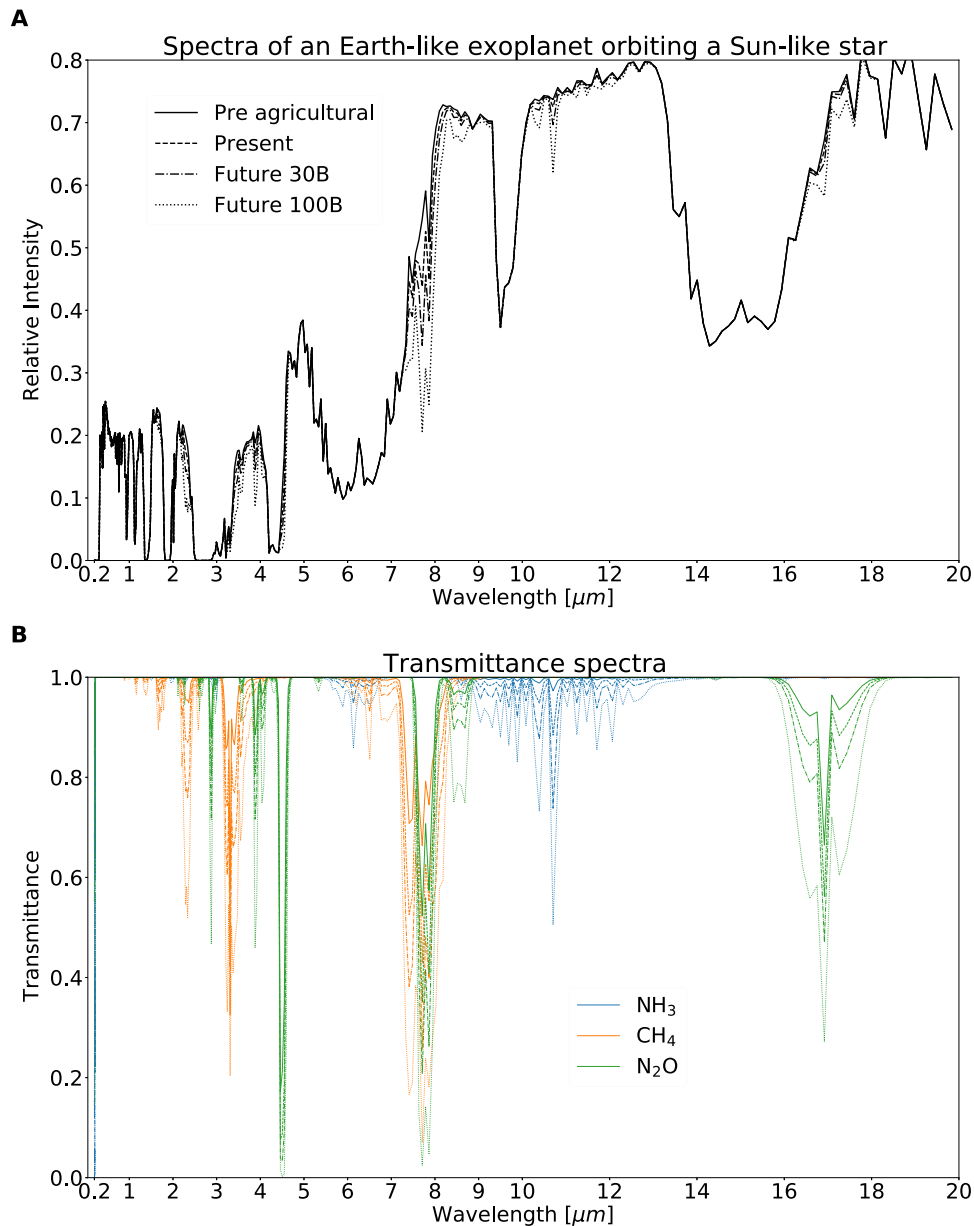 A
Spectra of an Earth-like exoplanet orbiting a Sun-like star
0.8
0.7
0.6
0.5
0.4
0.3
0.2
0.1
0.0
Relative Intensity
Pre agricultural
Present
Future 30B
Future 100B
0.2 1 2 3 4 5 6 7 8 9 10 12 14 16 18 20
Wavelength [μm]
B
Transmittance spectra
1.0
0.8
0.6
0.4
0.2
0.0
Transmittance
NH₃
CH₄
N₂O
0.2 1 2 3 4 5 6 7 8 9 10 12 14 16 18 20
Wavelength [μm]